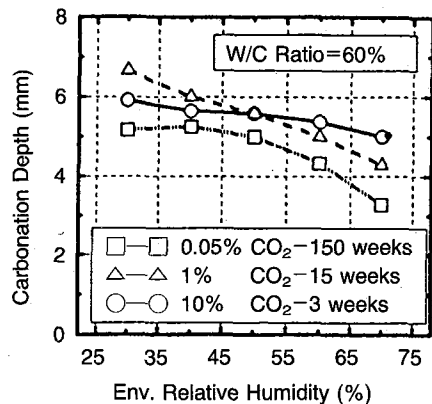 8
W/C Ratio=60%
6
4
2
0
Carbonation Depth (mm)
0.05% CO₂−150 weeks
1% CO₂−15 weeks
10% CO₂−3 weeks
25 35 45 55 65 75
Env. Relative Humidity (%)